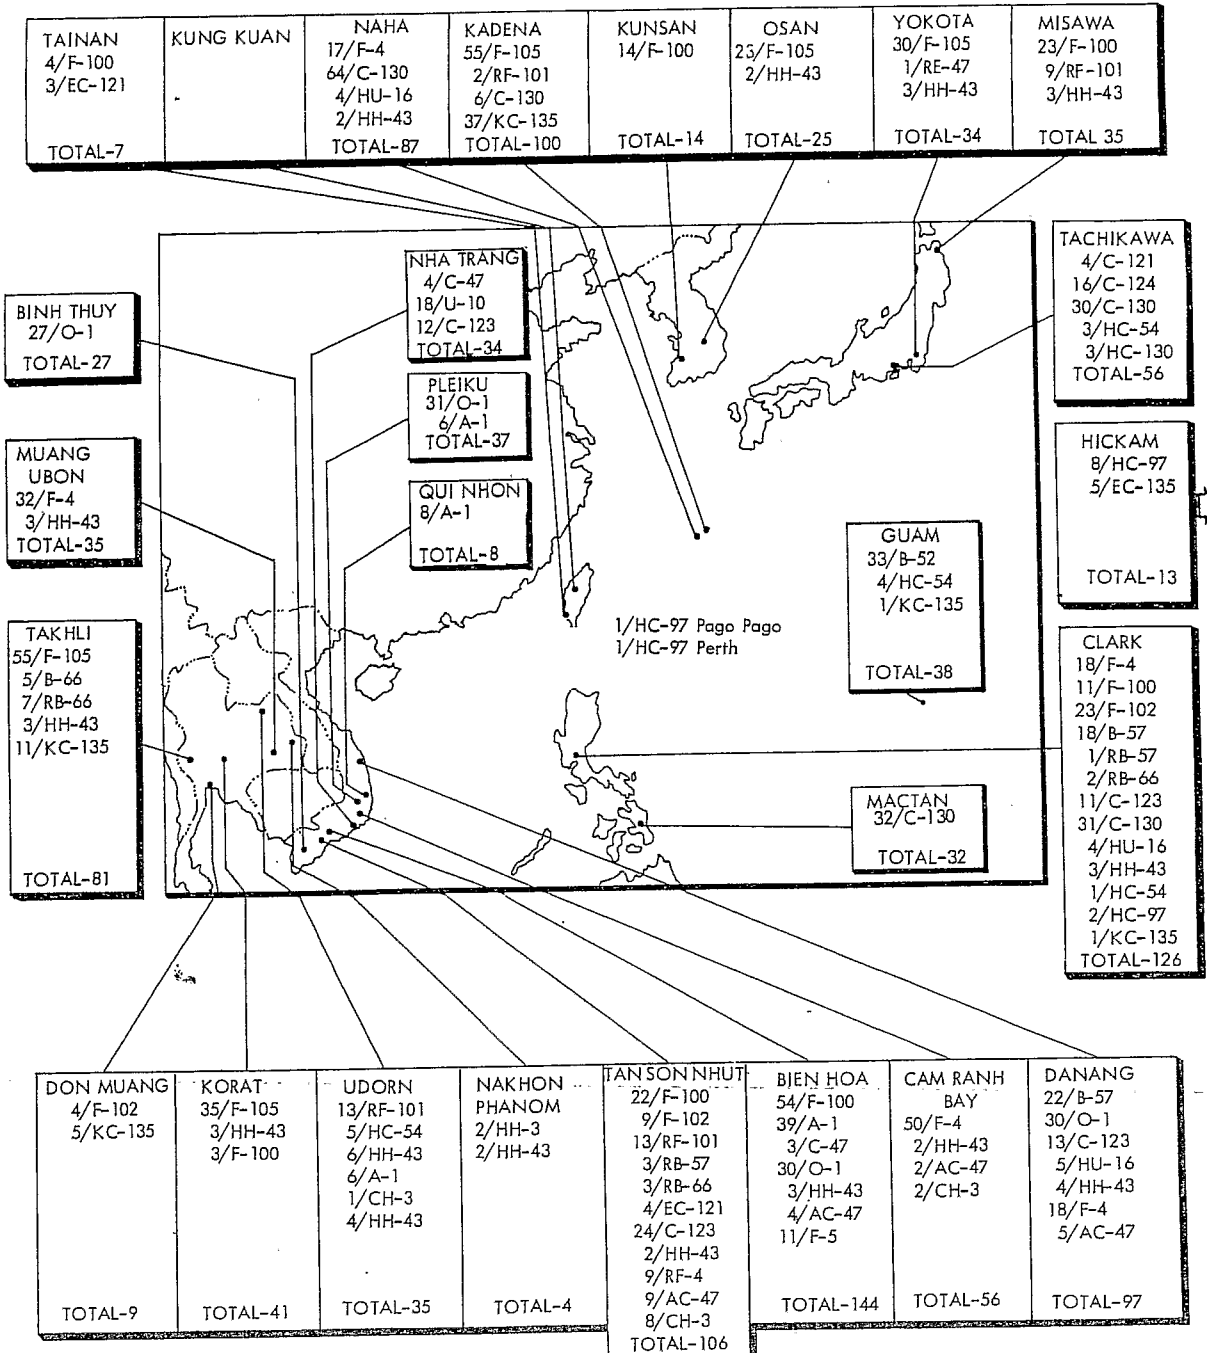 TAINAN
4/F-100
3/EC-121
TOTAL-7
KUNG KUAN
NAHA
17/F-4
64/C-130
4/HU-16
2/HH-43
TOTAL-87
KADENA
55/F-105
2/RF-101
6/C-130
37/KC-135
TOTAL-100
KUNSAN
14/F-100
TOTAL-14
OSAN
23/F-105
2/HH-43
TOTAL-25
YOKOTA
30/F-105
1/RE-47
3/HH-43
TOTAL-34
MISAWA
23/F-100
9/RF-101
3/HH-43
TOTAL 35
NHA TRANG
4/C-47
18/U-10
12/C-123
TOTAL-34
TACHIKAWA
4/C-121
16/C-124
30/C-130
3/HC-54
3/HC-130
TOTAL-56
BINH THUY
27/O-1
TOTAL-27
PLEIKU
31/O-1
6/A-1
TOTAL-37
MUANG
UBON
32/F-4
3/HH-43
TOTAL-35
QUI NHON
8/A-1
TOTAL-8
HICKAM
8/HC-97
5/EC-135
TOTAL-13
GUAM
33/B-52
4/HC-54
1/KC-135
TOTAL-38
1/HC-97 Pago Pago
1/HC-97 Perth
TAKHLI
55/F-105
5/B-66
7/RB-66
3/HH-43
11/KC-135
TOTAL-81
CLARK
18/F-4
11/F-100
23/F-102
18/B-57
1/RB-57
2/RB-66
11/C-123
31/C-130
4/HU-16
3/HH-43
1/HC-54
2/HC-97
1/KC-135
TOTAL-126
MACTAN
32/C-130
TOTAL-32
DON MUANG
4/F-102
5/KC-135
TOTAL-9
KORAT
35/F-105
3/HH-43
3/F-100
TOTAL-41
UDORN
13/RF-101
5/HC-54
6/HH-43
6/A-1
1/CH-3
4/HH-43
TOTAL-35
NAKHON
PHANOM
2/HH-3
2/HH-43
TOTAL-4
TAN SON NHUT
22/F-100
9/F-102
13/RF-101
3/RB-57
3/RB-66
4/EC-121
24/C-123
2/HH-43
9/RF-4
9/AC-47
8/CH-3
TOTAL-106
BIEN HOA
54/F-100
39/A-1
3/C-47
30/O-1
3/HH-43
4/AC-47
11/F-5
TOTAL-144
CAM RANH
BAY
50/F-4
2/HH-43
2/AC-47
2/CH-3
TOTAL-56
DANANG
22/B-57
30/O-1
13/C-123
5/HU-16
4/HH-43
18/F-4
5/AC-47
TOTAL-97